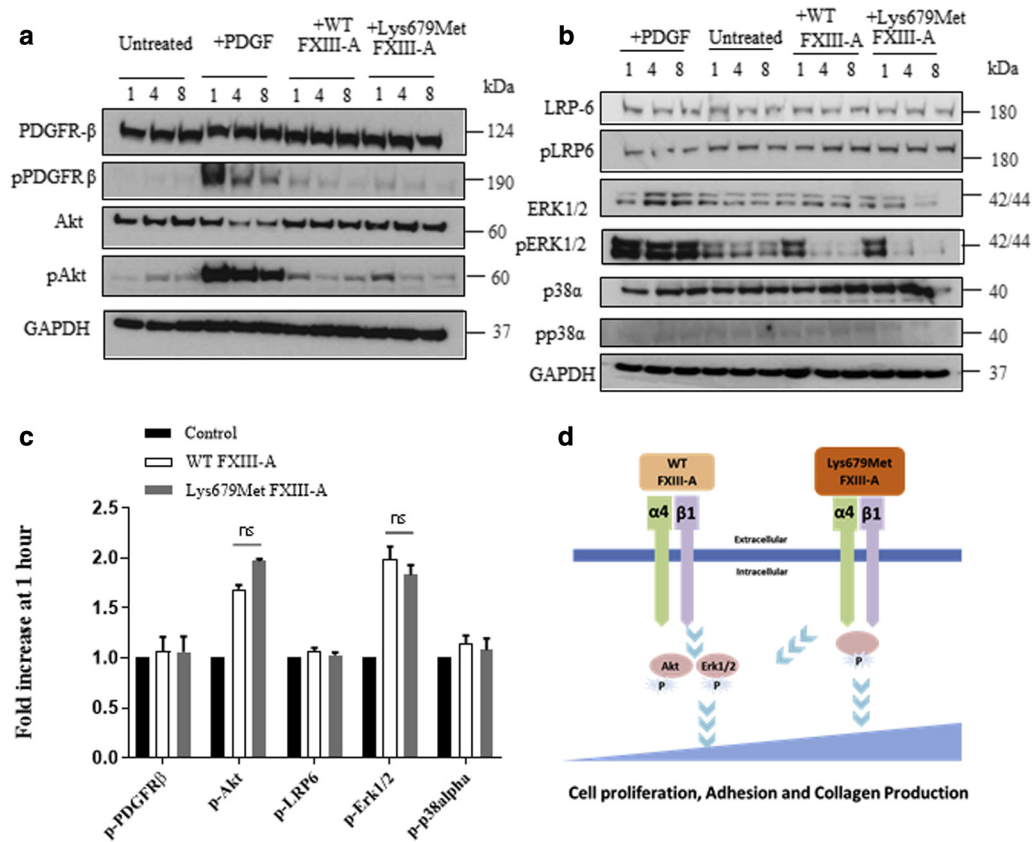 a
Untreated
+PDGF
+WT
FXIII-A
+Lys679Met
FXIII-A
1 4 8 1 4 8 1 4 8 1 4 8
kDa
PDGFR-β 124
pPDGFRβ 190
Akt 60
pAkt 60
GAPDH 37
b
+PDGF
Untreated
+WT
FXIII-A
+Lys679Met
FXIII-A
1 4 8 1 4 8 1 4 8 1 4 8
kDa
LRP-6 180
pLRP6 180
ERK1/2 42/44
pERK1/2 42/44
p38α 40
pp38α 40
GAPDH 37
c
Control
WT FXIII-A
Lys679Met FXIII-A
Fold increase at 1 hour
2.5
2.0
1.5
1.0
0.5
0.0
ns
ns
p-PDGFRβ
p-Akt
p-LRP6
p-Erk1/2
p-p38alpha
d
WT
FXIII-A
Lys679Met
FXIII-A
α4 β1
α4 β1
Extracellular
Intracellular
Akt
Erk1/2
P
P
P
Cell proliferation, Adhesion and Collagen Production